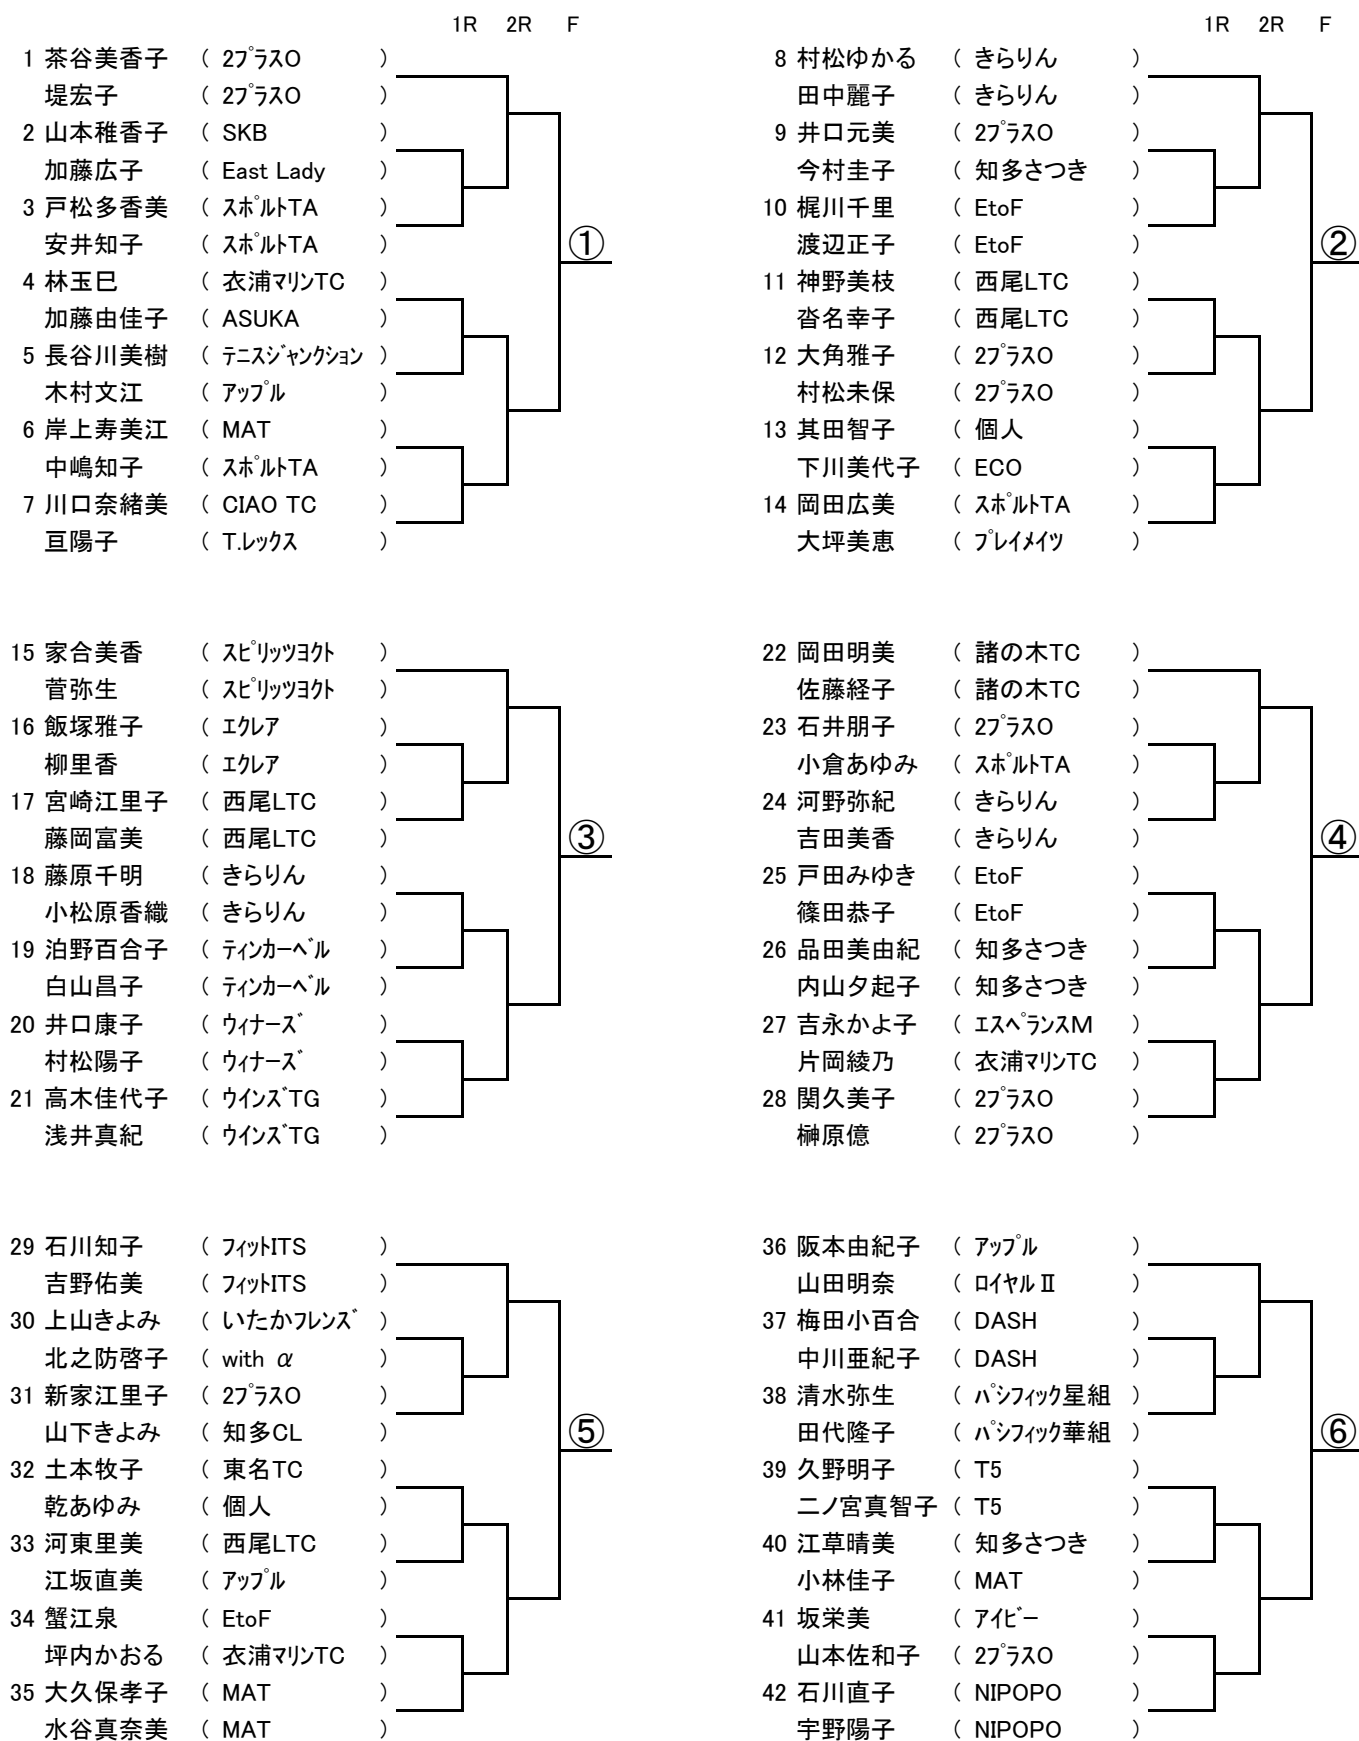 1R 2R F
1 茶谷美香子 ( 2プラスO )
堤宏子 ( 2プラスO )
2 山本稚香子 ( SKB )
加藤広子 ( East Lady )
3 戸松多香美 ( スポルトTA )
安井知子 ( スポルトTA )
①
4 林玉巳 ( 衣浦マリンTC )
加藤由佳子 ( ASUKA )
5 長谷川美樹 ( テニスジャンクション )
木村文江 ( アップル )
6 岸上寿美江 ( MAT )
中嶋知子 ( スポルトTA )
7 川口奈緒美 ( CIAO TC )
亘陽子 ( T.レックス )
1R 2R F
8 村松ゆかる ( きらりん )
田中麗子 ( きらりん )
9 井口元美 ( 2プラスO )
今村圭子 ( 知多さつき )
10 梶川千里 ( EtoF )
渡辺正子 ( EtoF )
②
11 神野美枝 ( 西尾LTC )
沓名幸子 ( 西尾LTC )
12 大角雅子 ( 2プラスO )
村松未保 ( 2プラスO )
13 其田智子 ( 個人 )
下川美代子 ( ECO )
14 岡田広美 ( スポルトTA )
大坪美恵 ( プレイメイツ )
15 家合美香 ( スピリッツヨクト )
菅弥生 ( スピリッツヨクト )
16 飯塚雅子 ( エクレア )
柳里香 ( エクレア )
17 宮崎江里子 ( 西尾LTC )
藤岡富美 ( 西尾LTC )
③
18 藤原千明 ( きらりん )
小松原香織 ( きらりん )
19 泊野百合子 ( ティンカーベル )
白山昌子 ( ティンカーベル )
20 井口康子 ( ウィナーズ )
村松陽子 ( ウィナーズ )
21 高木佳代子 ( ウインズTG )
浅井真紀 ( ウインズTG )
22 岡田明美 ( 諸の木TC )
佐藤経子 ( 諸の木TC )
23 石井朋子 ( 2プラスO )
小倉あゆみ ( スポルトTA )
24 河野弥紀 ( きらりん )
吉田美香 ( きらりん )
④
25 戸田みゆき ( EtoF )
篠田恭子 ( EtoF )
26 品田美由紀 ( 知多さつき )
内山夕起子 ( 知多さつき )
27 吉永かよ子 ( エスペランスM )
片岡綾乃 ( 衣浦マリンTC )
28 関久美子 ( 2プラスO )
榊原億 ( 2プラスO )
29 石川知子 ( フィットITS )
吉野佑美 ( フィットITS )
30 上山きよみ ( いたかフレンズ )
北之防啓子 ( with α )
31 新家江里子 ( 2プラスO )
山下きよみ ( 知多CL )
⑤
32 土本牧子 ( 東名TC )
乾あゆみ ( 個人 )
33 河東里美 ( 西尾LTC )
江坂直美 ( アップル )
34 蟹江泉 ( EtoF )
坪内かおる ( 衣浦マリンTC )
35 大久保孝子 ( MAT )
水谷真奈美 ( MAT )
36 阪本由紀子 ( アップル )
山田明奈 ( ロイヤルⅡ )
37 梅田小百合 ( DASH )
中川亜紀子 ( DASH )
38 清水弥生 ( パシフィック星組 )
田代隆子 ( パシフィック華組 )
⑥
39 久野明子 ( T5 )
二ノ宮真智子 ( T5 )
40 江草晴美 ( 知多さつき )
小林佳子 ( MAT )
41 坂栄美 ( アイビー )
山本佐和子 ( 2プラスO )
42 石川直子 ( NIPOPO )
宇野陽子 ( NIPOPO )